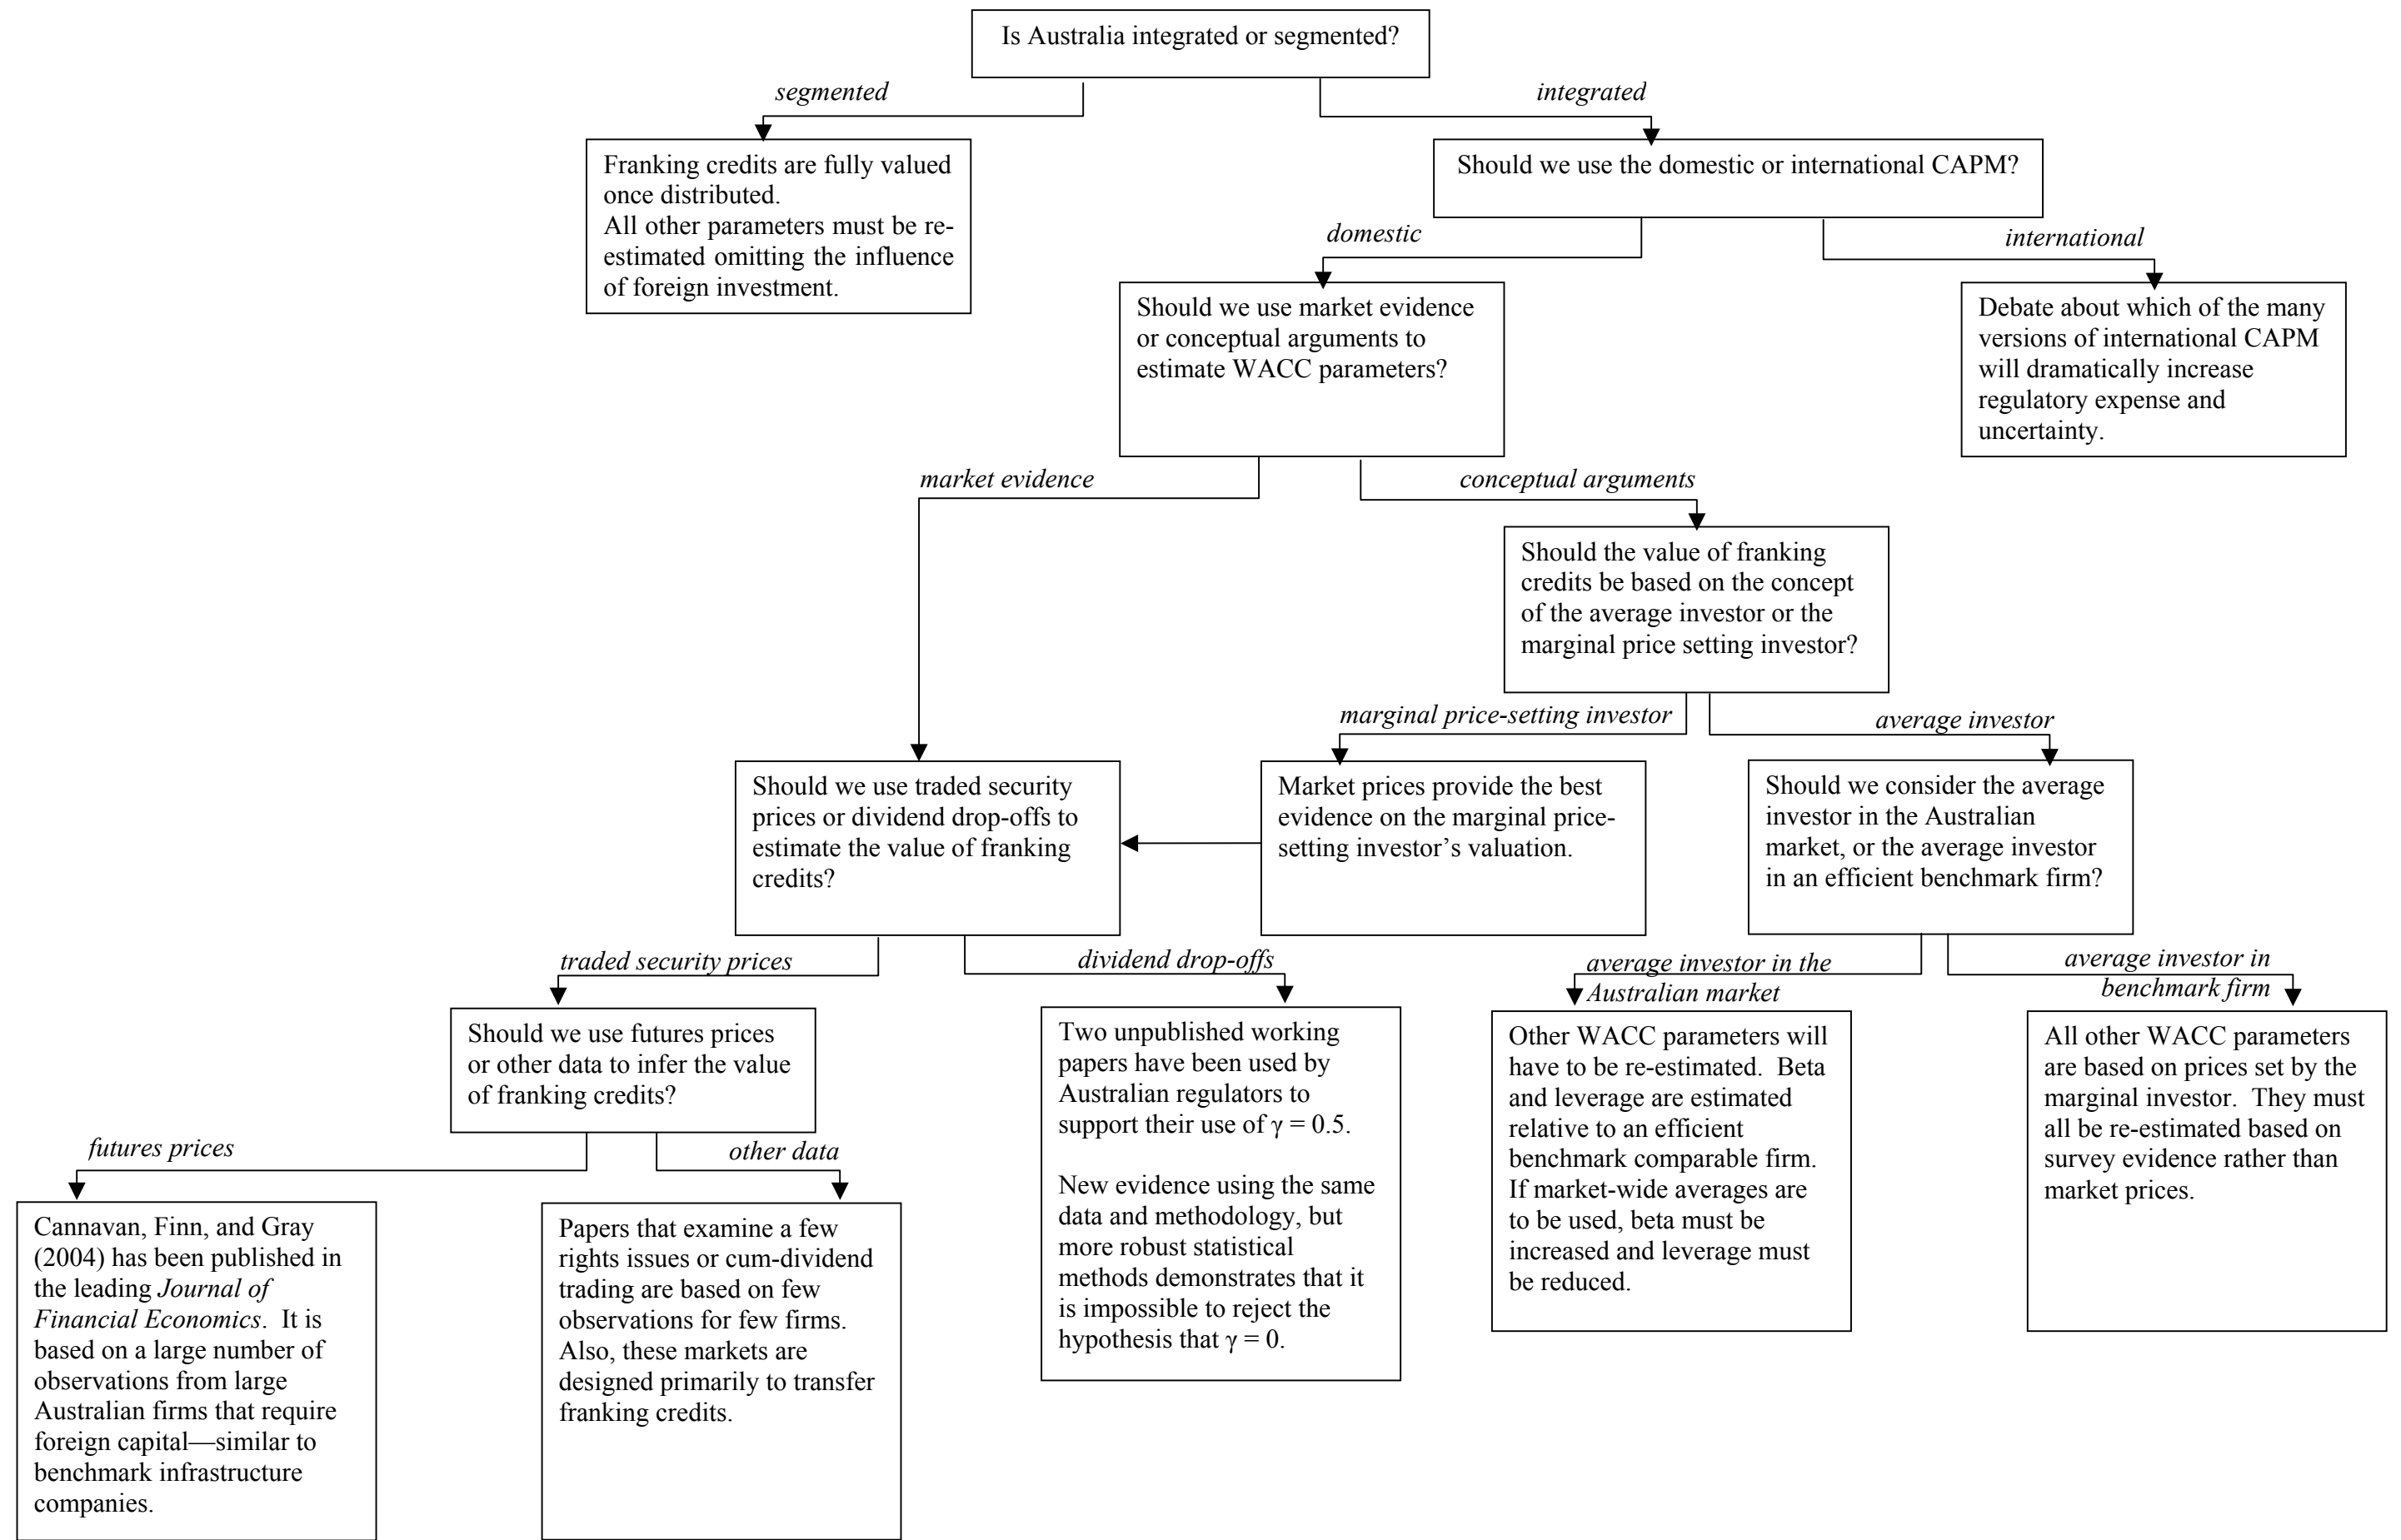 Is Australia integrated or segmented?
segmented
integrated
Franking credits are fully valued
once distributed.
All other parameters must be re-
estimated omitting the influence
of foreign investment.
Should we use the domestic or international CAPM?
domestic
international
Should we use market evidence
or conceptual arguments to
estimate WACC parameters?
Debate about which of the many
versions of international CAPM
will dramatically increase
regulatory expense and
uncertainty.
market evidence
conceptual arguments
Should the value of franking
credits be based on the concept
of the average investor or the
marginal price setting investor?
marginal price-setting investor
average investor
Should we use traded security
prices or dividend drop-offs to
estimate the value of franking
credits?
Market prices provide the best
evidence on the marginal price-
setting investor’s valuation.
Should we consider the average
investor in the Australian
market, or the average investor
in an efficient benchmark firm?
traded security prices
dividend drop-offs
average investor in the
Australian market
average investor in
benchmark firm
Should we use futures prices
or other data to infer the value
of franking credits?
Two unpublished working
papers have been used by
Australian regulators to
support their use of γ = 0.5.
New evidence using the same
data and methodology, but
more robust statistical
methods demonstrates that it
is impossible to reject the
hypothesis that γ = 0.
Other WACC parameters will
have to be re-estimated.  Beta
and leverage are estimated
relative to an efficient
benchmark comparable firm.
If market-wide averages are
to be used, beta must be
increased and leverage must
be reduced.
All other WACC parameters
are based on prices set by the
marginal investor.  They must
all be re-estimated based on
survey evidence rather than
market prices.
futures prices
other data
Cannavan, Finn, and Gray
(2004) has been published in
the leading Journal of
Financial Economics.  It is
based on a large number of
observations from large
Australian firms that require
foreign capital—similar to
benchmark infrastructure
companies.
Papers that examine a few
rights issues or cum-dividend
trading are based on few
observations for few firms.
Also, these markets are
designed primarily to transfer
franking credits.